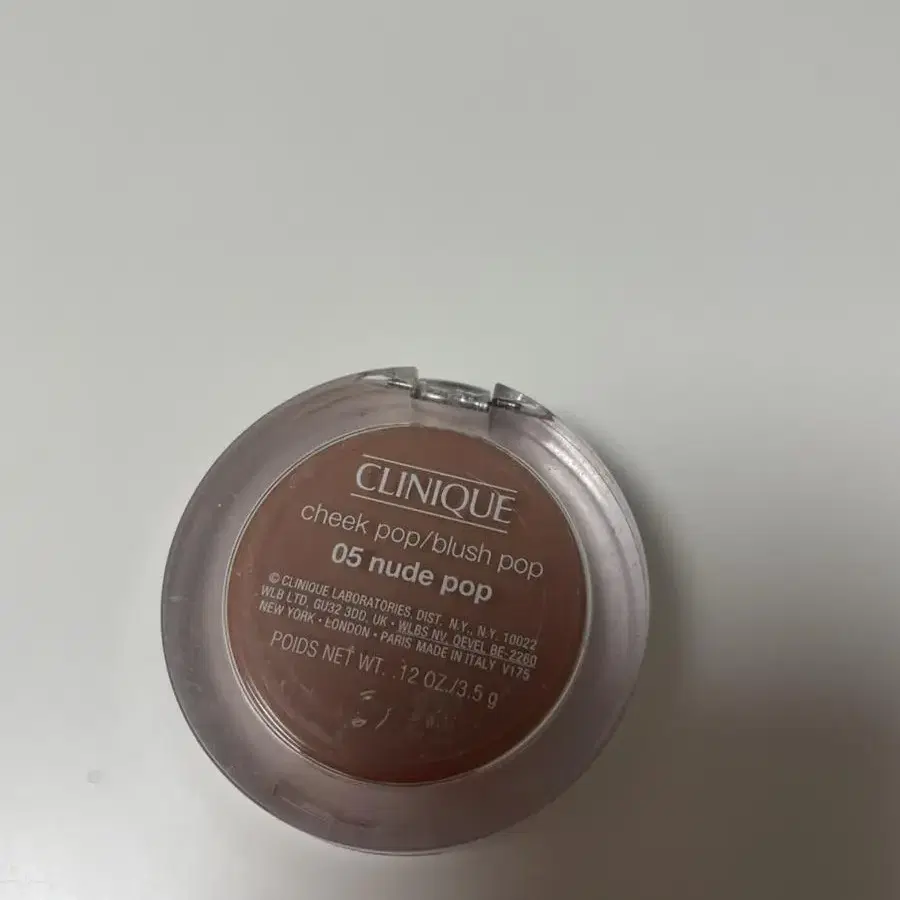 CLINIQUE
cheek pop/blush pop
05 nude pop
© CLINIQUE LABORATORIES, DIST. N.Y., N.Y. 10022
WLB LTD, GU32 3DD, UK • WLBS NV, OEVEL BE-2260
NEW YORK • LONDON • PARIS MADE IN ITALY V175
POIDS NET WT. .12 OZ./3.5 g